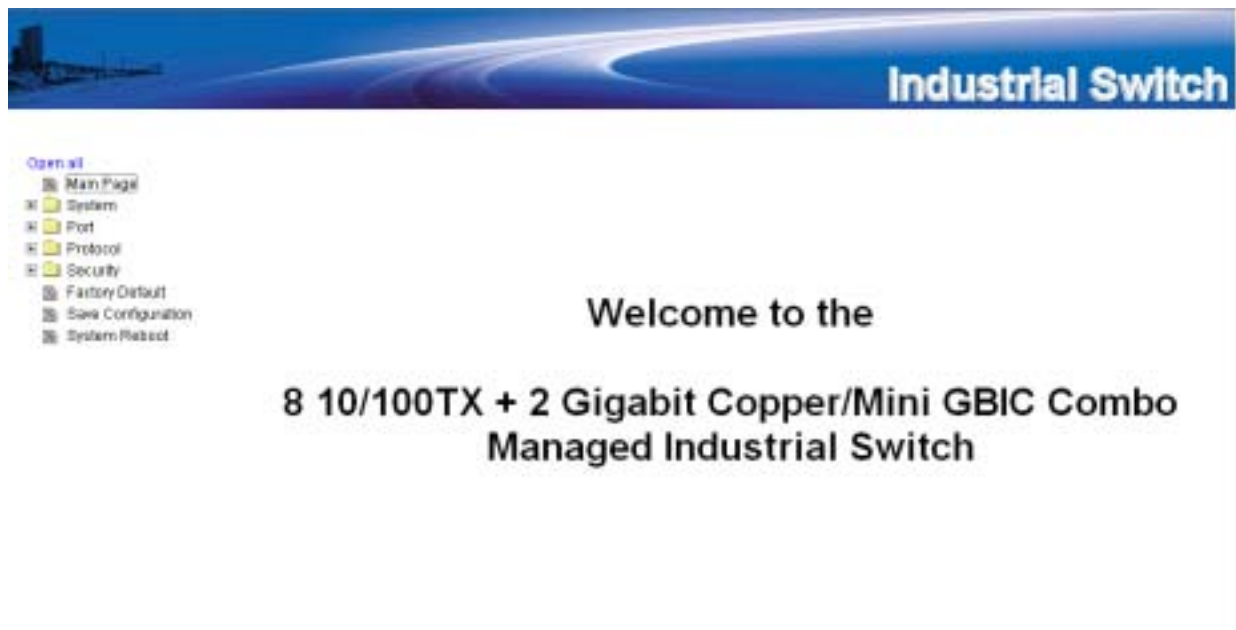 Industrial Switch
Open all
Main Page
System
Port
Protocol
Security
Factory Default
Save Configuration
System Reboot
Welcome to the
8 10/100TX + 2 Gigabit Copper/Mini GBIC Combo
Managed Industrial Switch